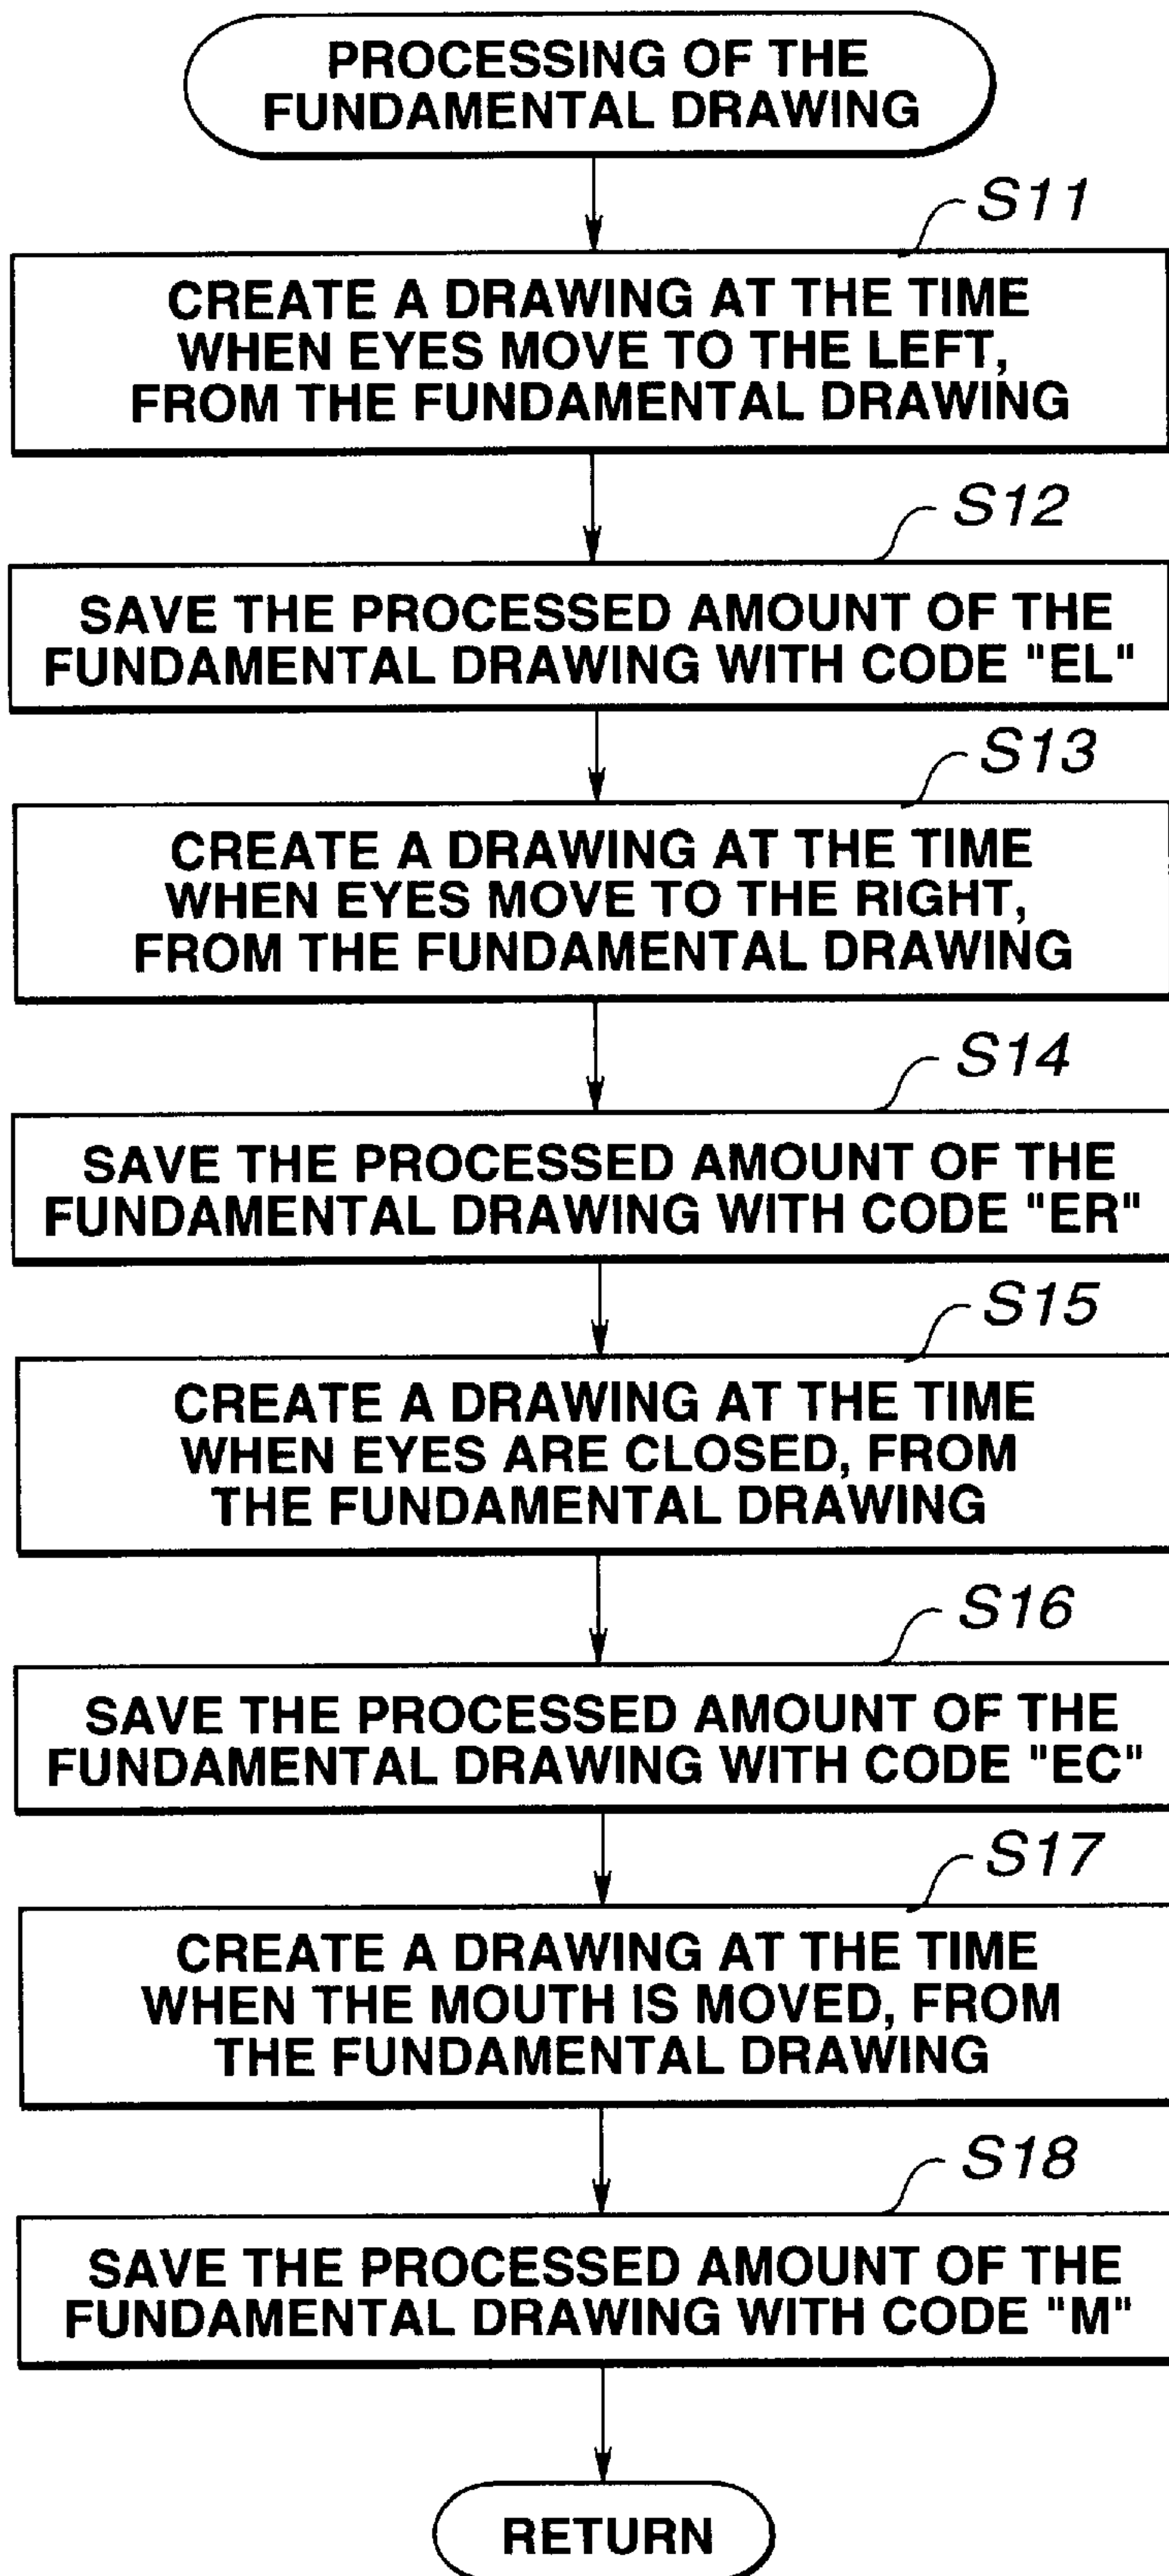 PROCESSING OF THE
FUNDAMENTAL DRAWING
S11
CREATE A DRAWING AT THE TIME
WHEN EYES MOVE TO THE LEFT,
FROM THE FUNDAMENTAL DRAWING
S12
SAVE THE PROCESSED AMOUNT OF THE
FUNDAMENTAL DRAWING WITH CODE "EL"
S13
CREATE A DRAWING AT THE TIME
WHEN EYES MOVE TO THE RIGHT,
FROM THE FUNDAMENTAL DRAWING
S14
SAVE THE PROCESSED AMOUNT OF THE
FUNDAMENTAL DRAWING WITH CODE "ER"
S15
CREATE A DRAWING AT THE TIME
WHEN EYES ARE CLOSED, FROM
THE FUNDAMENTAL DRAWING
S16
SAVE THE PROCESSED AMOUNT OF THE
FUNDAMENTAL DRAWING WITH CODE "EC"
S17
CREATE A DRAWING AT THE TIME
WHEN THE MOUTH IS MOVED, FROM
THE FUNDAMENTAL DRAWING
S18
SAVE THE PROCESSED AMOUNT OF THE
FUNDAMENTAL DRAWING WITH CODE "M"
RETURN